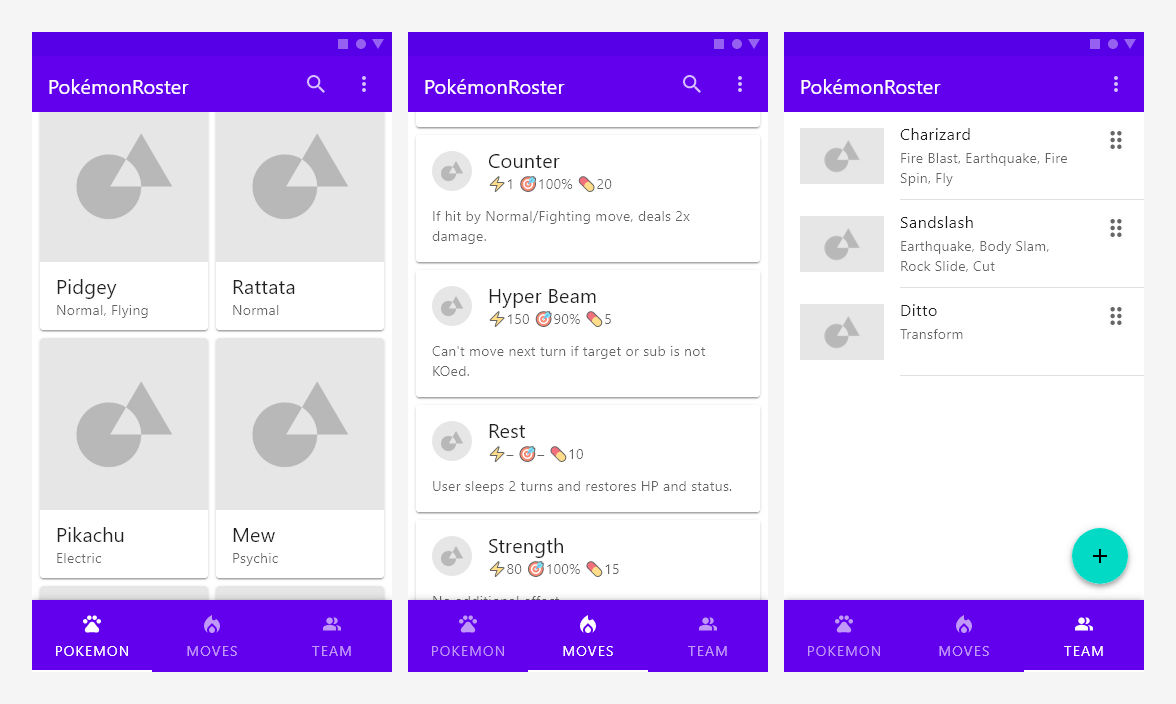 PokémonRoster
Pidgey
Normal, Flying
Rattata
Normal
Pikachu
Electric
Mew
Psychic
POKEMON
MOVES
TEAM
PokémonRoster
Counter
⚡1 🎯100% 💊20
If hit by Normal/Fighting move, deals 2x
damage.
Hyper Beam
⚡150 🎯90% 💊5
Can't move next turn if target or sub is not
KOed.
Rest
⚡– 🎯– 💊10
User sleeps 2 turns and restores HP and status.
Strength
⚡80 🎯100% 💊15
No additional effect.
POKEMON
MOVES
TEAM
PokémonRoster
Charizard
Fire Blast, Earthquake, Fire
Spin, Fly
Sandslash
Earthquake, Body Slam,
Rock Slide, Cut
Ditto
Transform
POKEMON
MOVES
TEAM